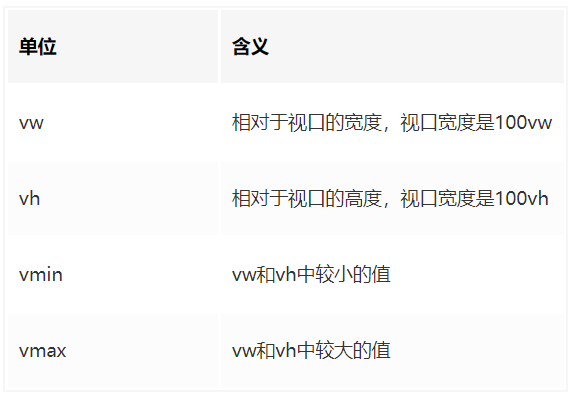 单位 含义
vw 相对于视口的宽度，视口宽度是100vw
vh 相对于视口的高度，视口宽度是100vh
vmin vw和vh中较小的值
vmax vw和vh中较大的值